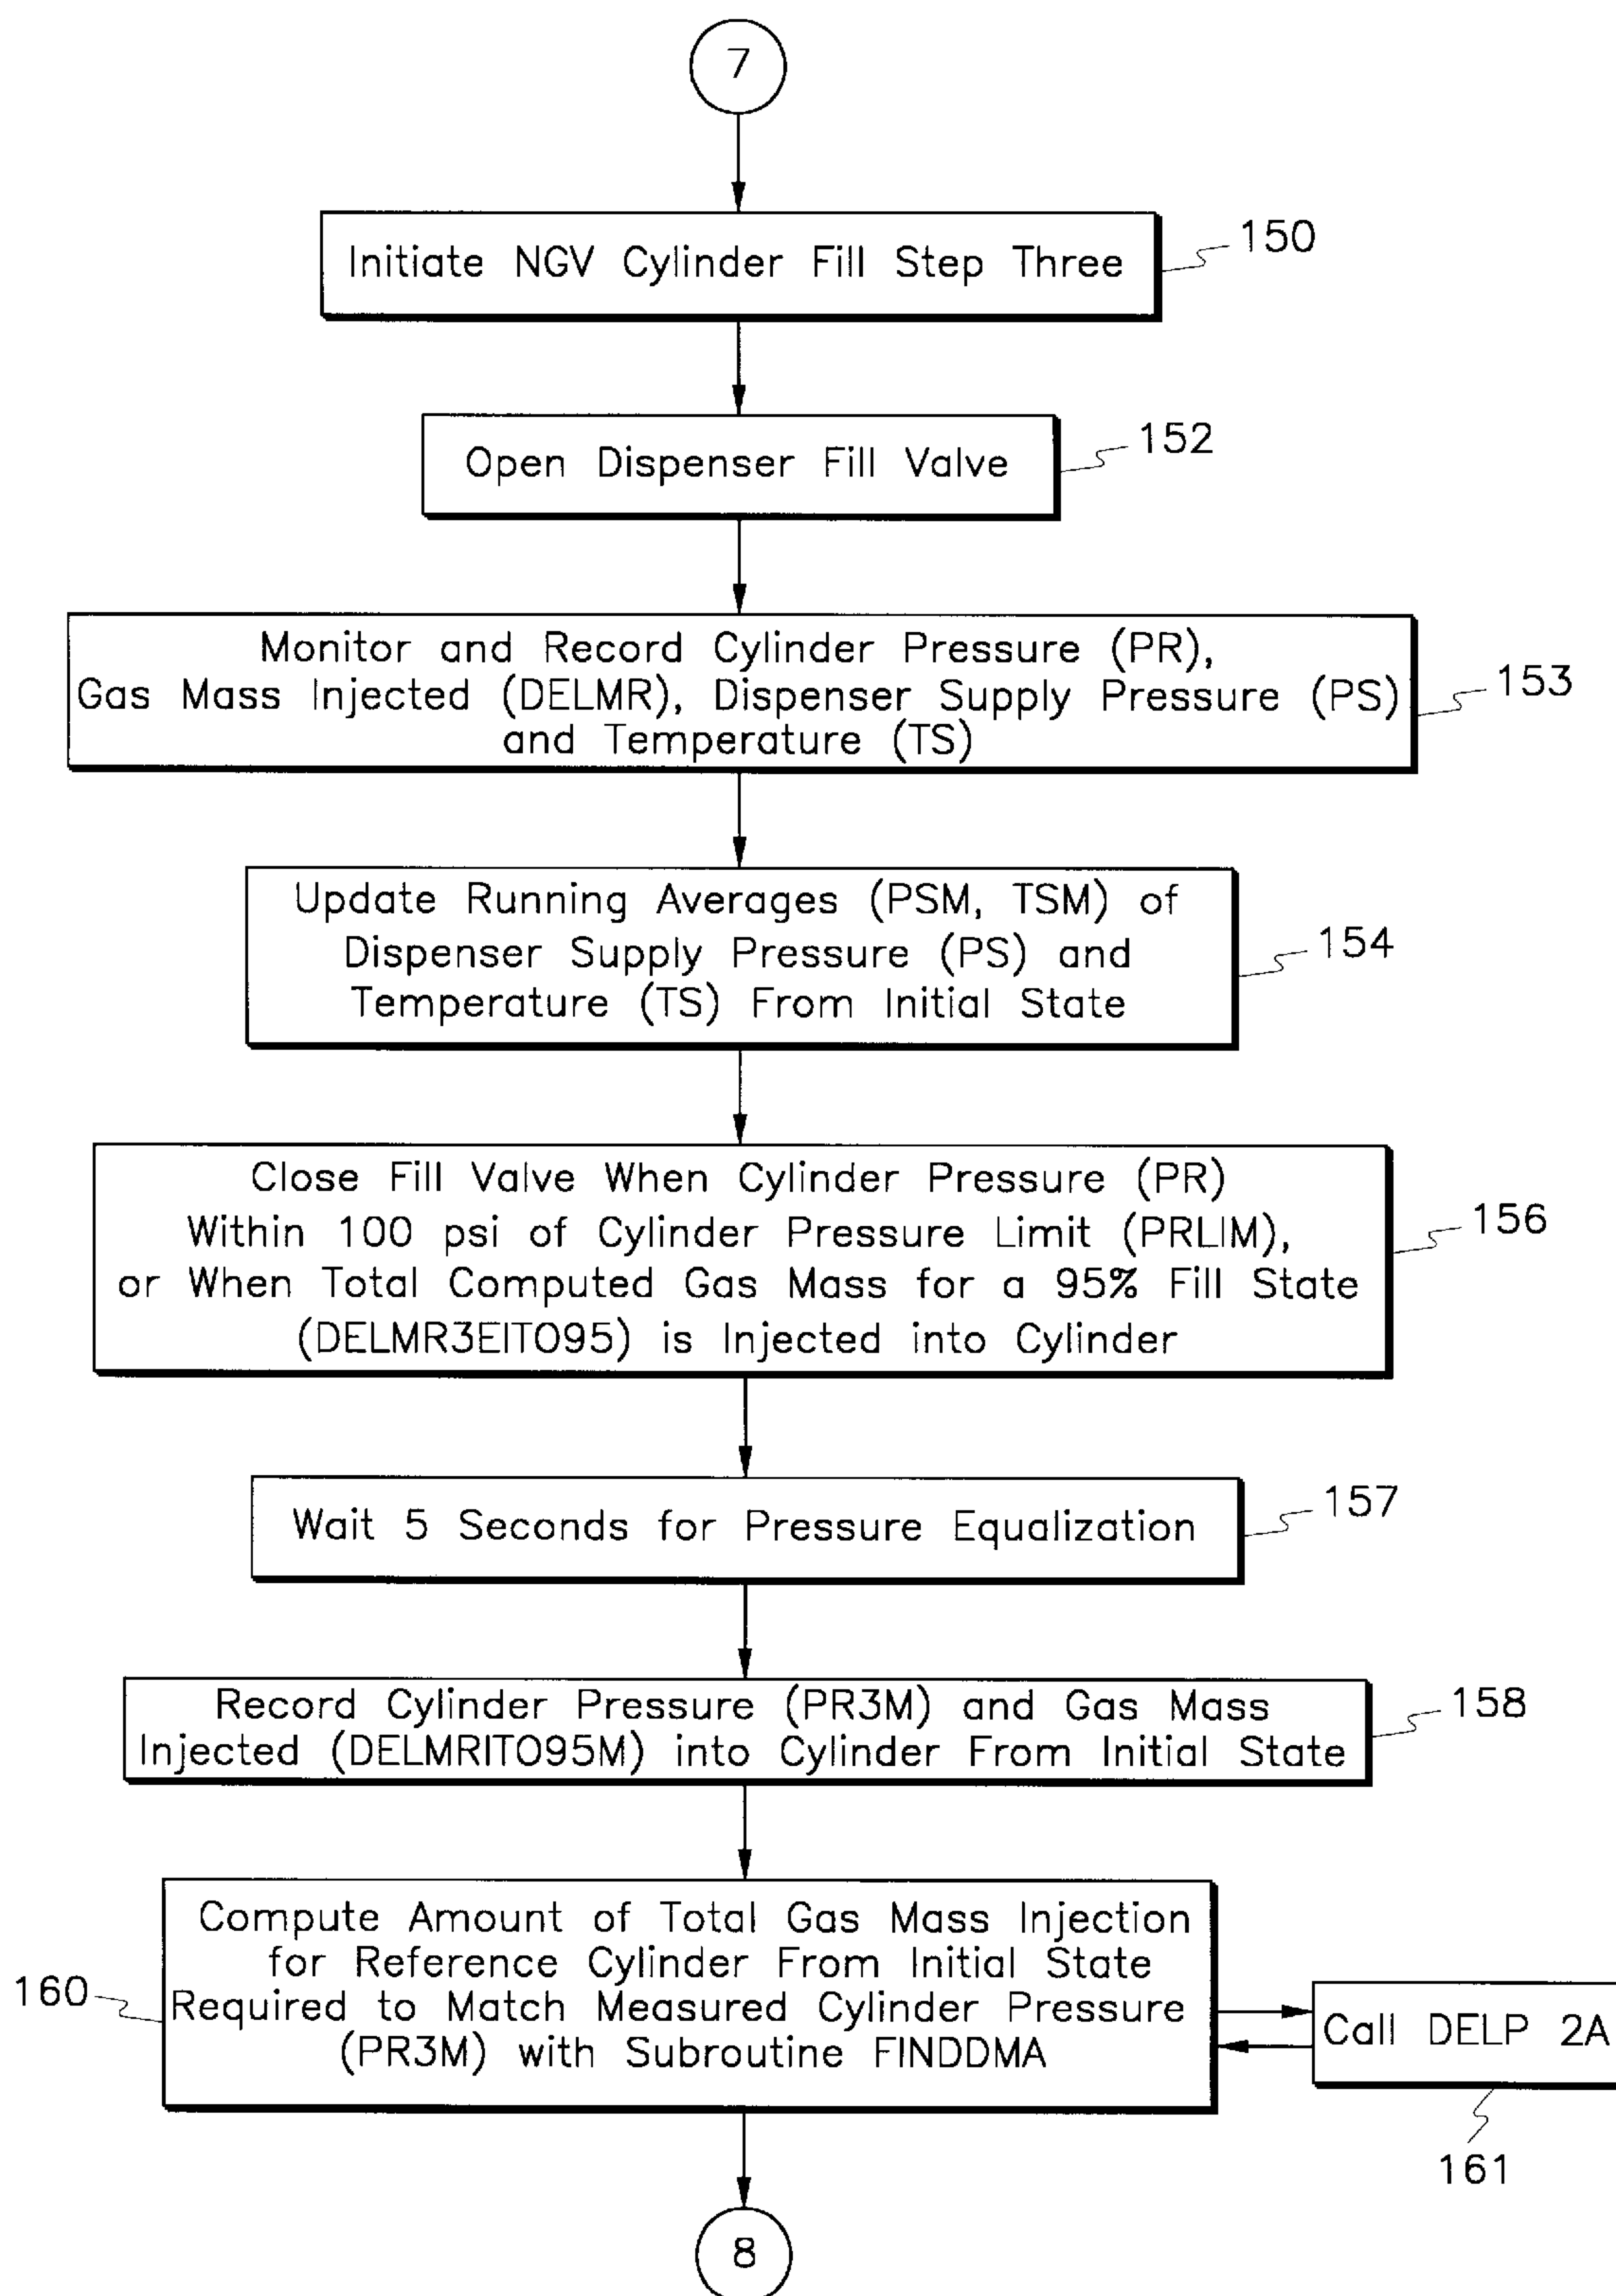 7
Initiate NGV Cylinder Fill Step Three
150
Open Dispenser Fill Valve
152
Monitor and Record Cylinder Pressure (PR),
Gas Mass Injected (DELMR), Dispenser Supply Pressure (PS)
and Temperature (TS)
153
Update Running Averages (PSM, TSM) of
Dispenser Supply Pressure (PS) and
Temperature (TS) From Initial State
154
Close Fill Valve When Cylinder Pressure (PR)
Within 100 psi of Cylinder Pressure Limit (PRLIM),
or When Total Computed Gas Mass for a 95% Fill State
(DELMR3EITO95) is Injected into Cylinder
156
Wait 5 Seconds for Pressure Equalization
157
Record Cylinder Pressure (PR3M) and Gas Mass
Injected (DELMRITO95M) into Cylinder From Initial State
158
Compute Amount of Total Gas Mass Injection
for Reference Cylinder From Initial State
Required to Match Measured Cylinder Pressure
(PR3M) with Subroutine FINDDMA
160
Call DELP 2A
161
8